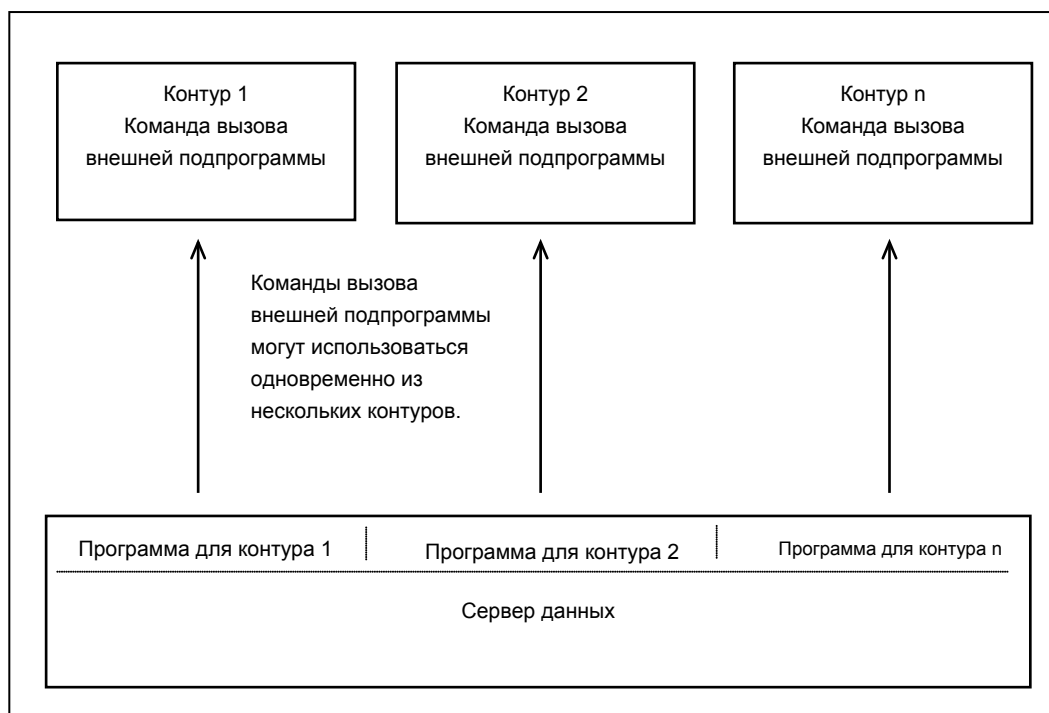 Контур 1
Команда вызова
внешней подпрограммы
Контур 2
Команда вызова
внешней подпрограммы
Контур n
Команда вызова
внешней подпрограммы
Команды вызова
внешней подпрограммы
могут использоваться
одновременно из
нескольких контуров.
Программа для контура 1
Программа для контура 2
Программа для контура n
Сервер данных